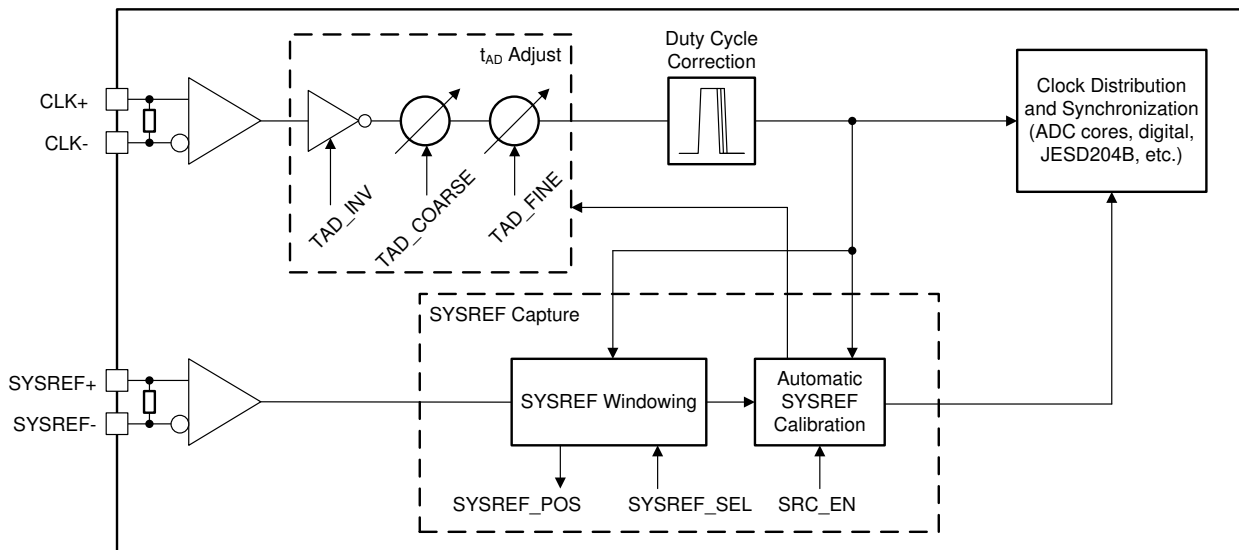 t_AD Adjust
Duty Cycle
Correction
Clock Distribution
and Synchronization
(ADC cores, digital,
JESD204B, etc.)
CLK+
CLK-
TAD_INV
TAD_COARSE
TAD_FINE
SYSREF Capture
SYSREF+
SYSREF-
SYSREF Windowing
Automatic
SYSREF
Calibration
SYSREF_POS
SYSREF_SEL
SRC_EN